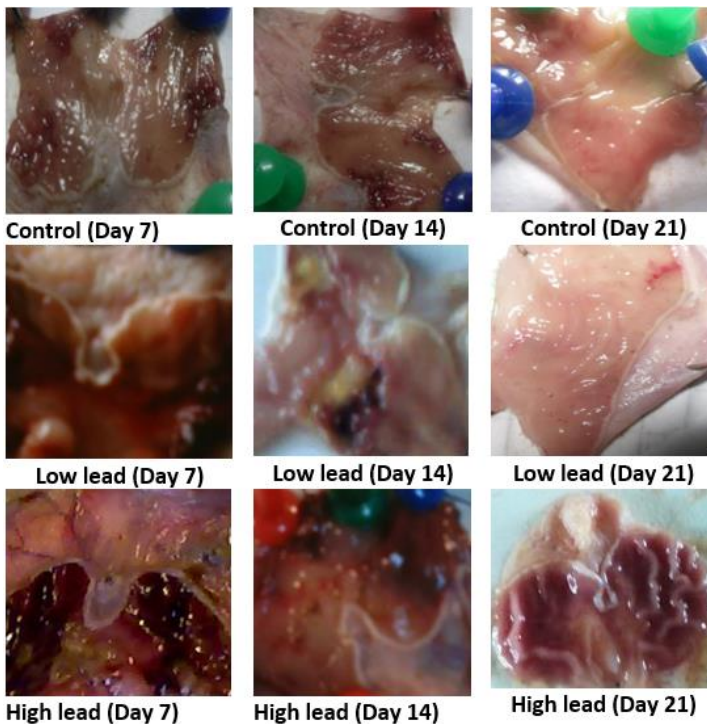 Control (Day 7)
Control (Day 14)
Control (Day 21)
Low lead (Day 7)
Low lead (Day 14)
Low lead (Day 21)
High lead (Day 7)
High lead (Day 14)
High lead (Day 21)